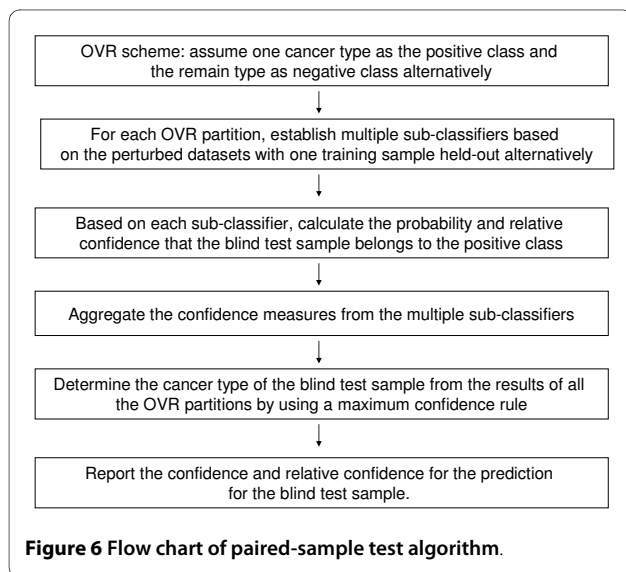 OVR scheme: assume one cancer type as the positive class and
the remain type as negative class alternatively
For each OVR partition, establish multiple sub-classifiers based
on the perturbed datasets with one training sample held-out alternatively
Based on each sub-classifier, calculate the probability and relative
confidence that the blind test sample belongs to the positive class
Aggregate the confidence measures from the multiple sub-classifiers
Determine the cancer type of the blind test sample from the results of all
the OVR partitions by using a maximum confidence rule
Report the confidence and relative confidence for the prediction
for the blind test sample.
Figure 6 Flow chart of paired-sample test algorithm.